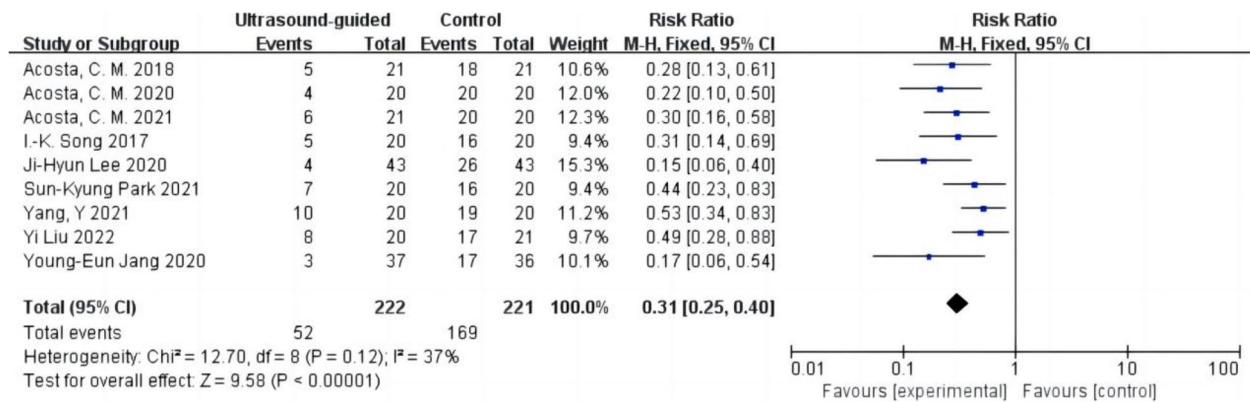 Ultrasound-guided Control Risk Ratio Risk Ratio
Study or Subgroup Events Total Events Total Weight M-H, Fixed, 95% CI M-H, Fixed, 95% CI
Acosta, C. M. 2018 5 21 18 21 10.6% 0.28 [0.13, 0.61]
Acosta, C. M. 2020 4 20 20 20 12.0% 0.22 [0.10, 0.50]
Acosta, C. M. 2021 6 21 20 20 12.3% 0.30 [0.16, 0.58]
I.-K. Song 2017 5 20 16 20 9.4% 0.31 [0.14, 0.69]
Ji-Hyun Lee 2020 4 43 26 43 15.3% 0.15 [0.06, 0.40]
Sun-Kyung Park 2021 7 20 16 20 9.4% 0.44 [0.23, 0.83]
Yang, Y 2021 10 20 19 20 11.2% 0.53 [0.34, 0.83]
Yi Liu 2022 8 20 17 21 9.7% 0.49 [0.28, 0.88]
Young-Eun Jang 2020 3 37 17 36 10.1% 0.17 [0.06, 0.54]
Total (95% CI) 222 221 100.0% 0.31 [0.25, 0.40]
Total events 52 169
Heterogeneity: Chi² = 12.70, df = 8 (P = 0.12); I² = 37%
Test for overall effect: Z = 9.58 (P < 0.00001)
0.01 0.1 1 10 100
Favours [experimental] Favours [control]